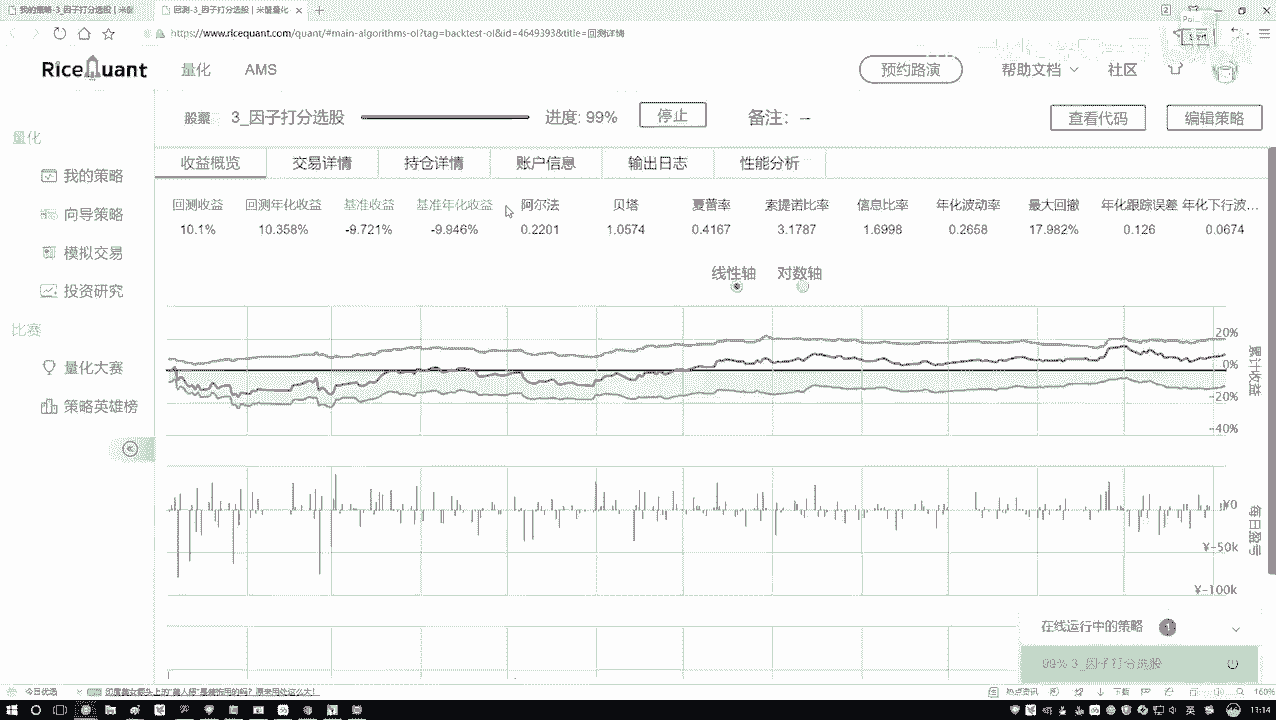 我的策略-3_因子打分选股 | 米筐
回测-3_因子打分选股 | 米筐量化
https://www.ricequant.com/quant/#main-algorithms-ol?tag=backtest-ol&id=4649393&title=回测详情
RiceQuant
量化
AMS
预约路演
帮助文档
社区
股票
3_因子打分选股
进度: 99%
停止
备注: --
查看代码
编辑策略
量化
我的策略
向导策略
模拟交易
投资研究
比赛
量化大赛
策略英雄榜
收益概览
交易详情
持仓详情
账户信息
输出日志
性能分析
回测收益 回测年化收益 基准收益 基准年化收益 阿尔法 贝塔 夏普率 索提诺比率 信息比率 年化波动率 最大回撤 年化跟踪误差 年化下行波...
10.1% 10.358% -9.721% -9.946% 0.2201 1.0574 0.4167 3.1787 1.6998 0.2658 17.982% 0.126 0.0674
线性轴
对数轴
20%
0%
-20%
-40%
累计收益
¥0
¥-50k
¥-100k
每日盈亏
在线运行中的策略 1
99% 3_因子打分选股
今日优选
热点资讯
下载
160%
英
11:14